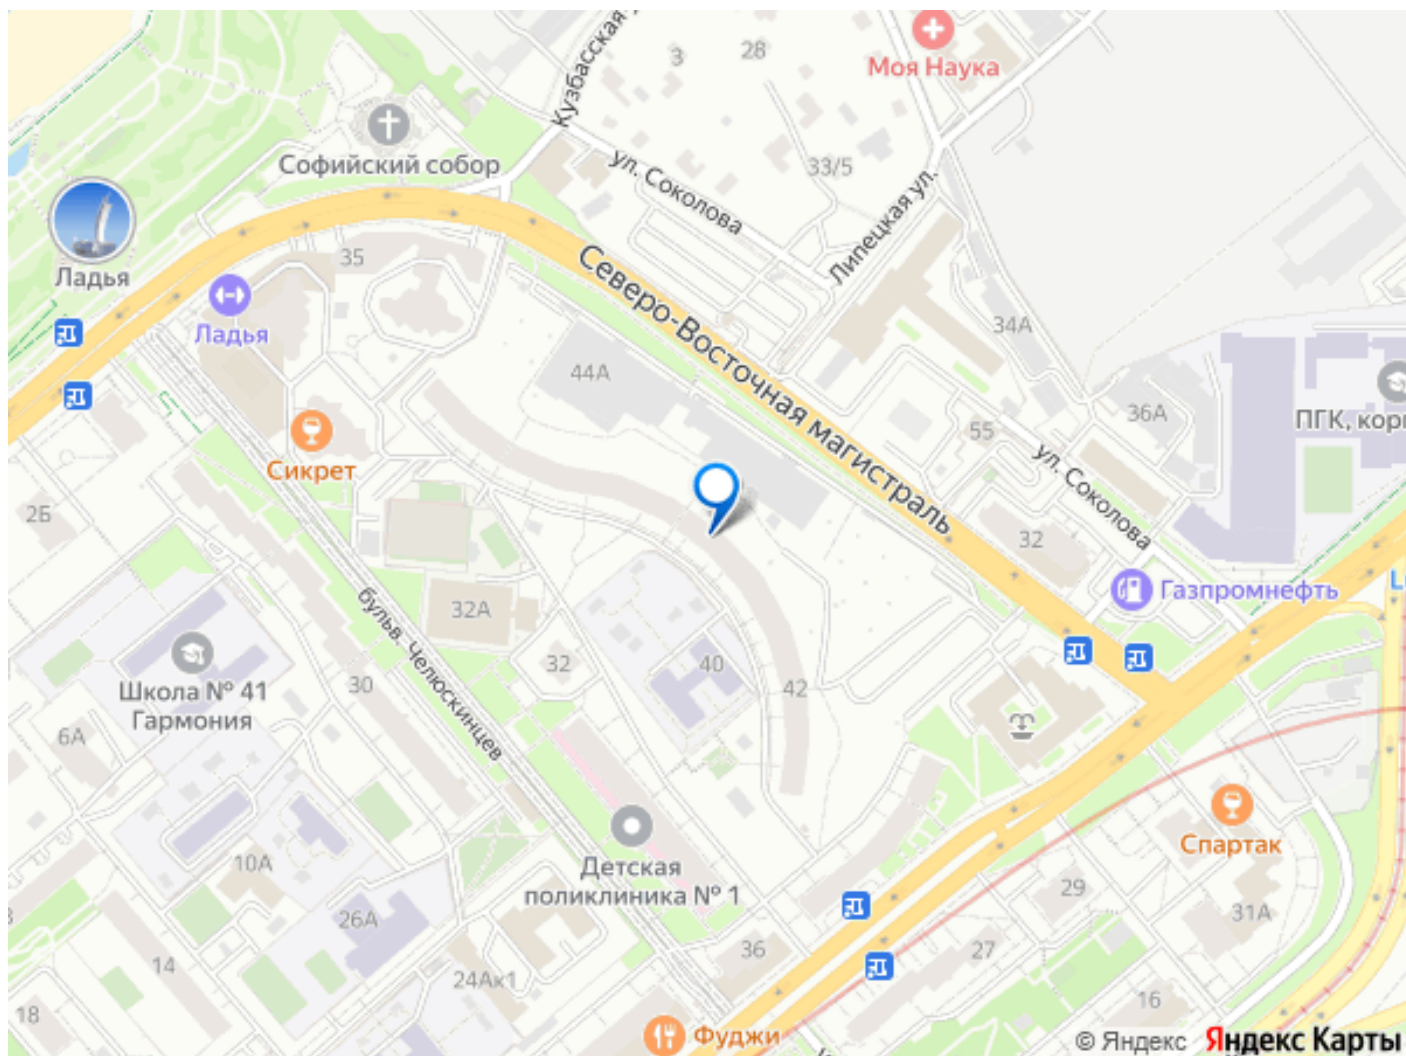 Кузбасская
3
28
Моя Наука
Софийский собор
ул. Соколова
33/5
Липецкая ул.
Ладья
35
Северо-Восточная магистраль
Ладья
34А
44А
36А
ПГК, кор
55
Сикрет
ул. Соколова
2Б
32
Газпромнефть
32А
бульв. Челюскинцев
32
40
42
Школа № 41
Гармония
30
6А
Спартак
10А
Детская
поликлиника № 1
29
31А
26А
36
27
14
24Ак1
16
18
Фуджи
© Яндекс
Яндекс Карты